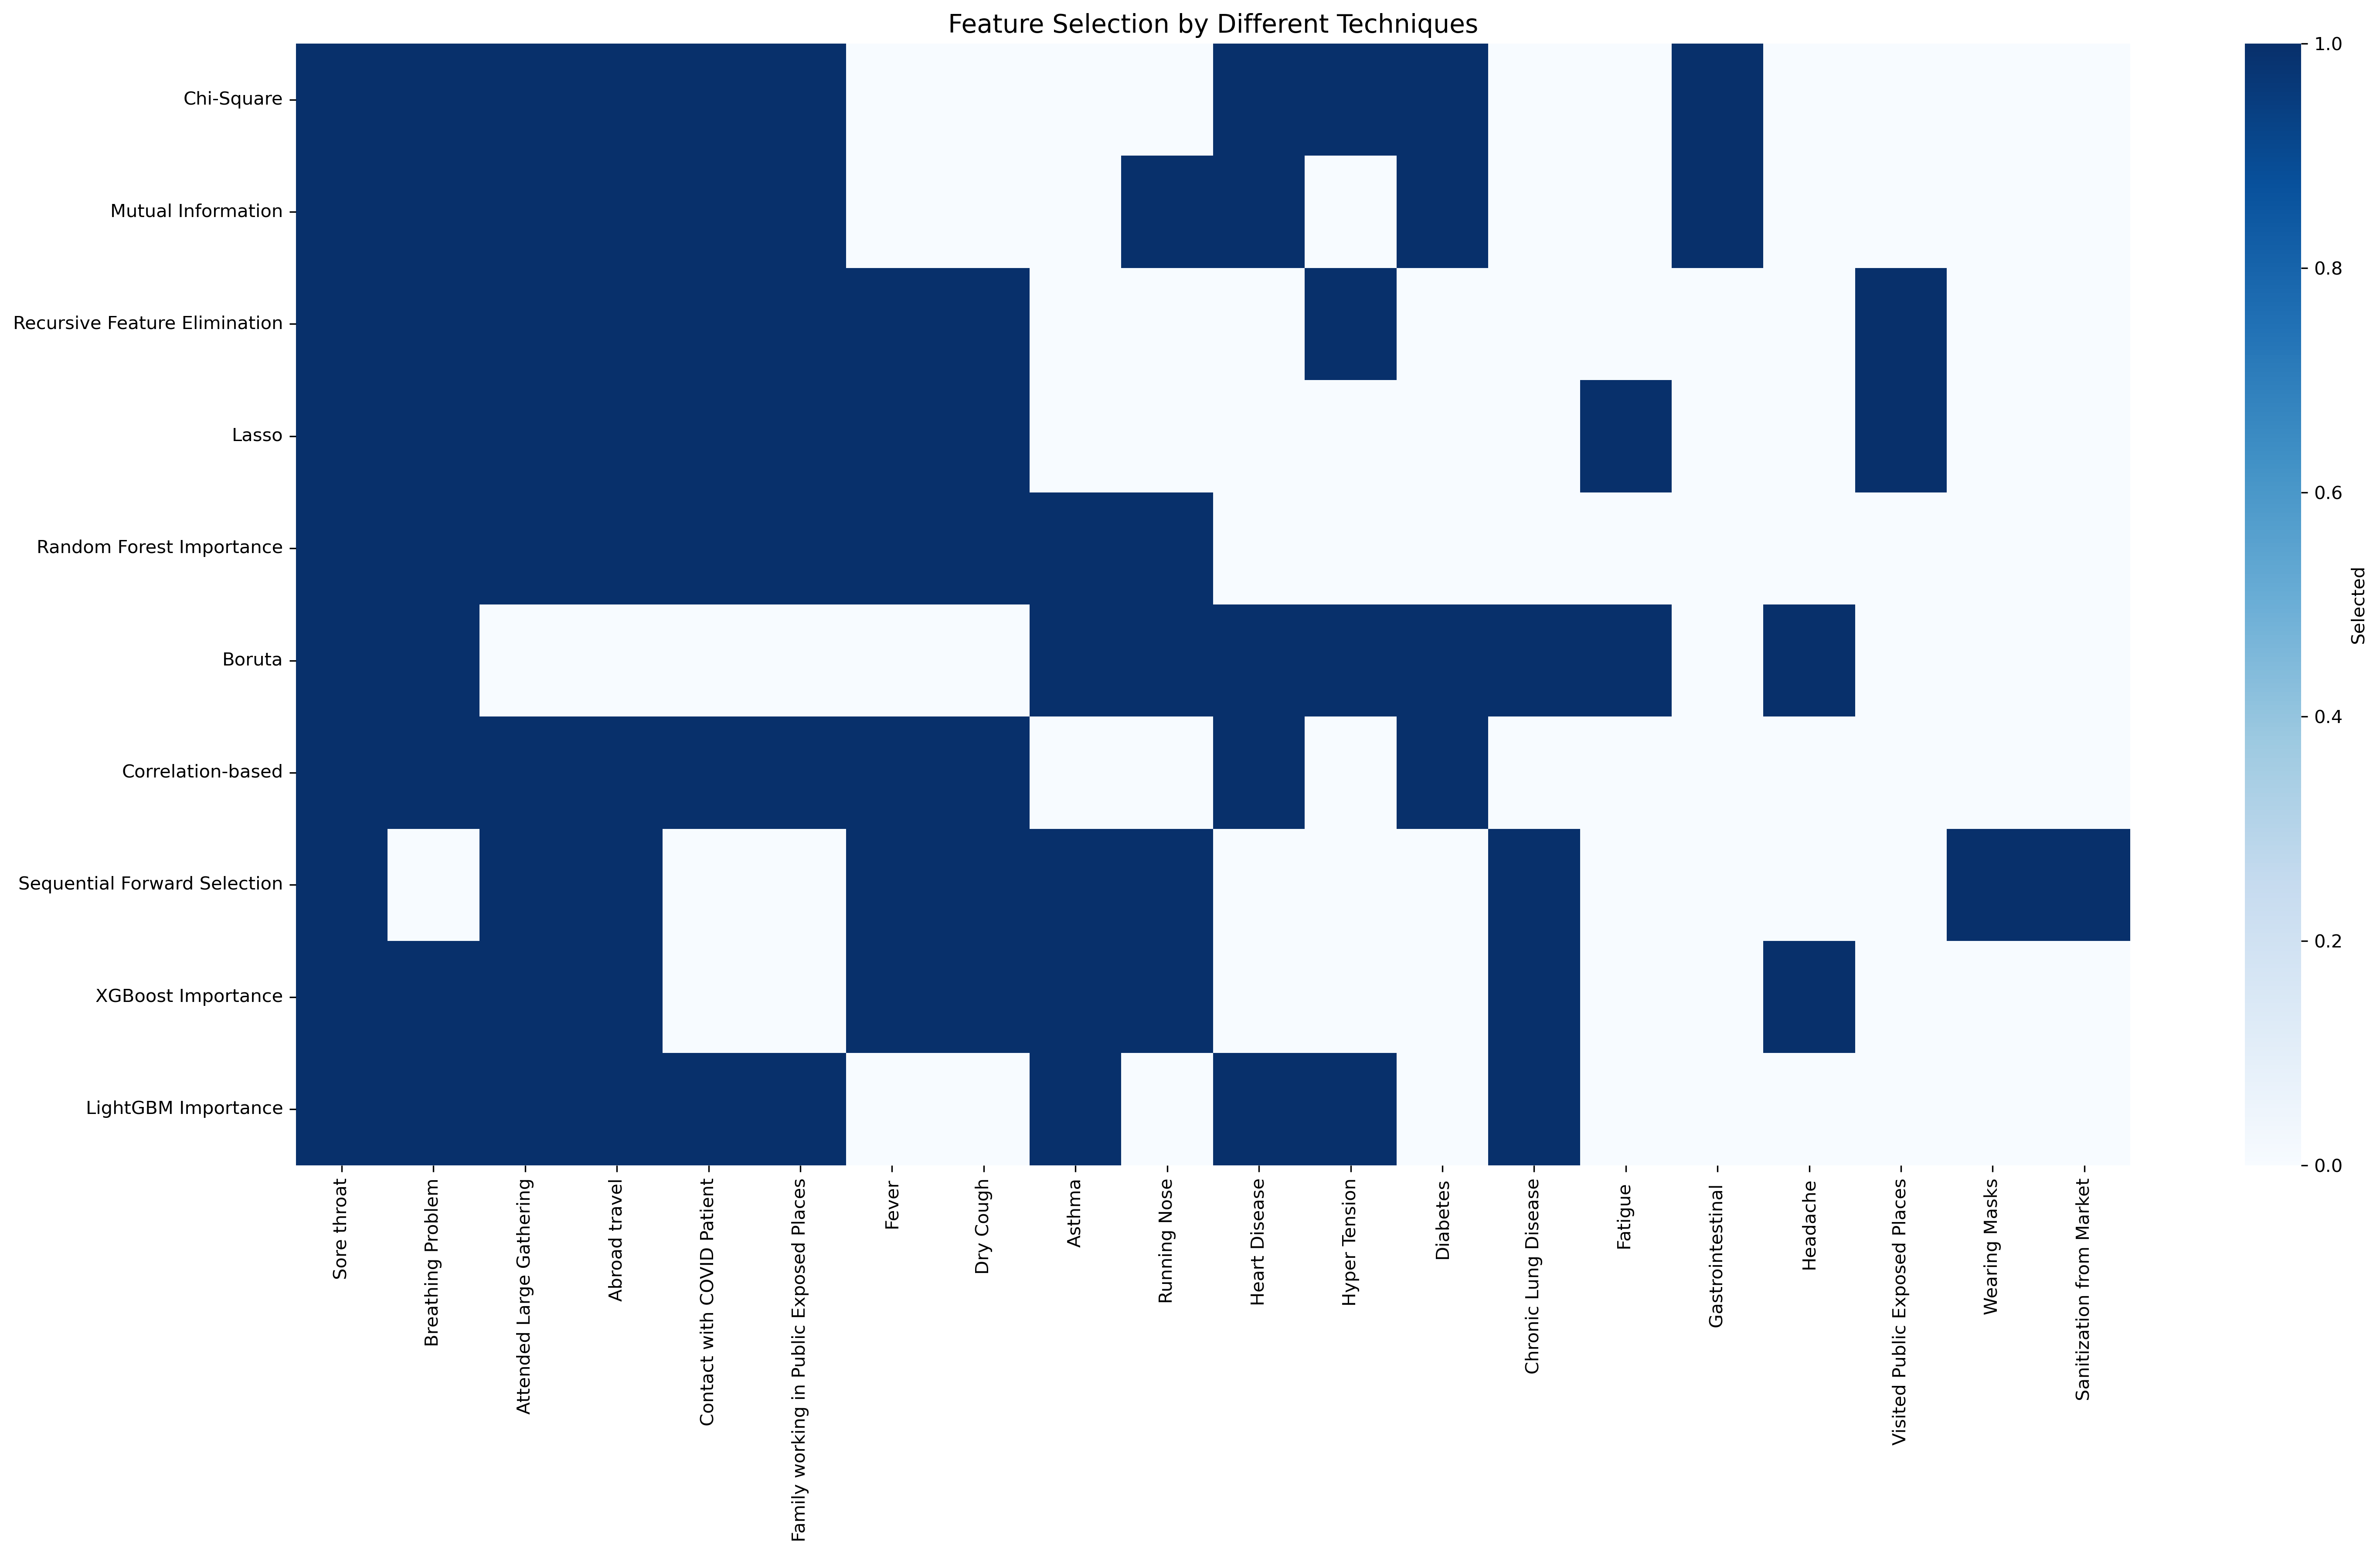 Feature Selection by Different Techniques
Chi-Square
Mutual Information
Recursive Feature Elimination
Lasso
Random Forest Importance
Boruta
Correlation-based
Sequential Forward Selection
XGBoost Importance
LightGBM Importance
Sore throat
Breathing Problem
Attended Large Gathering
Abroad travel
Contact with COVID Patient
Family working in Public Exposed Places
Fever
Dry Cough
Asthma
Running Nose
Heart Disease
Hyper Tension
Diabetes
Chronic Lung Disease
Fatigue
Gastrointestinal
Headache
Visited Public Exposed Places
Wearing Masks
Sanitization from Market
1.0
0.8
0.6
0.4
0.2
0.0
Selected